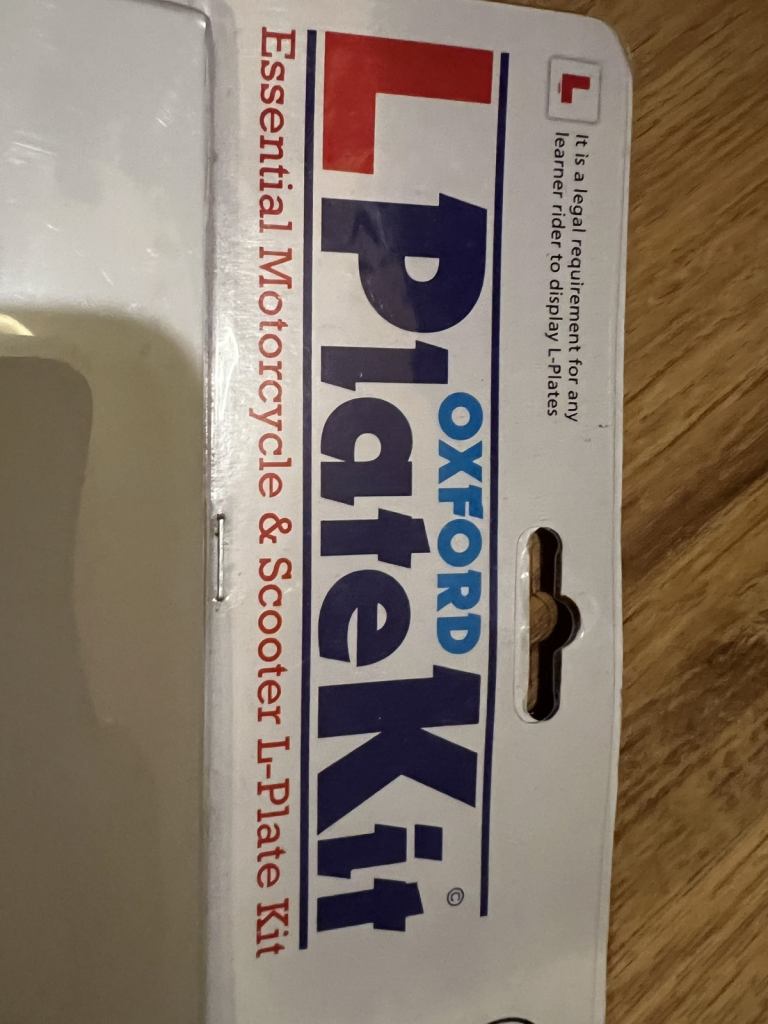 L
It is a legal requirement for any
learner rider to display L-Plates
OXFORD
L Plate Kit ©
Essential Motorcycle & Scooter L-Plate Kit